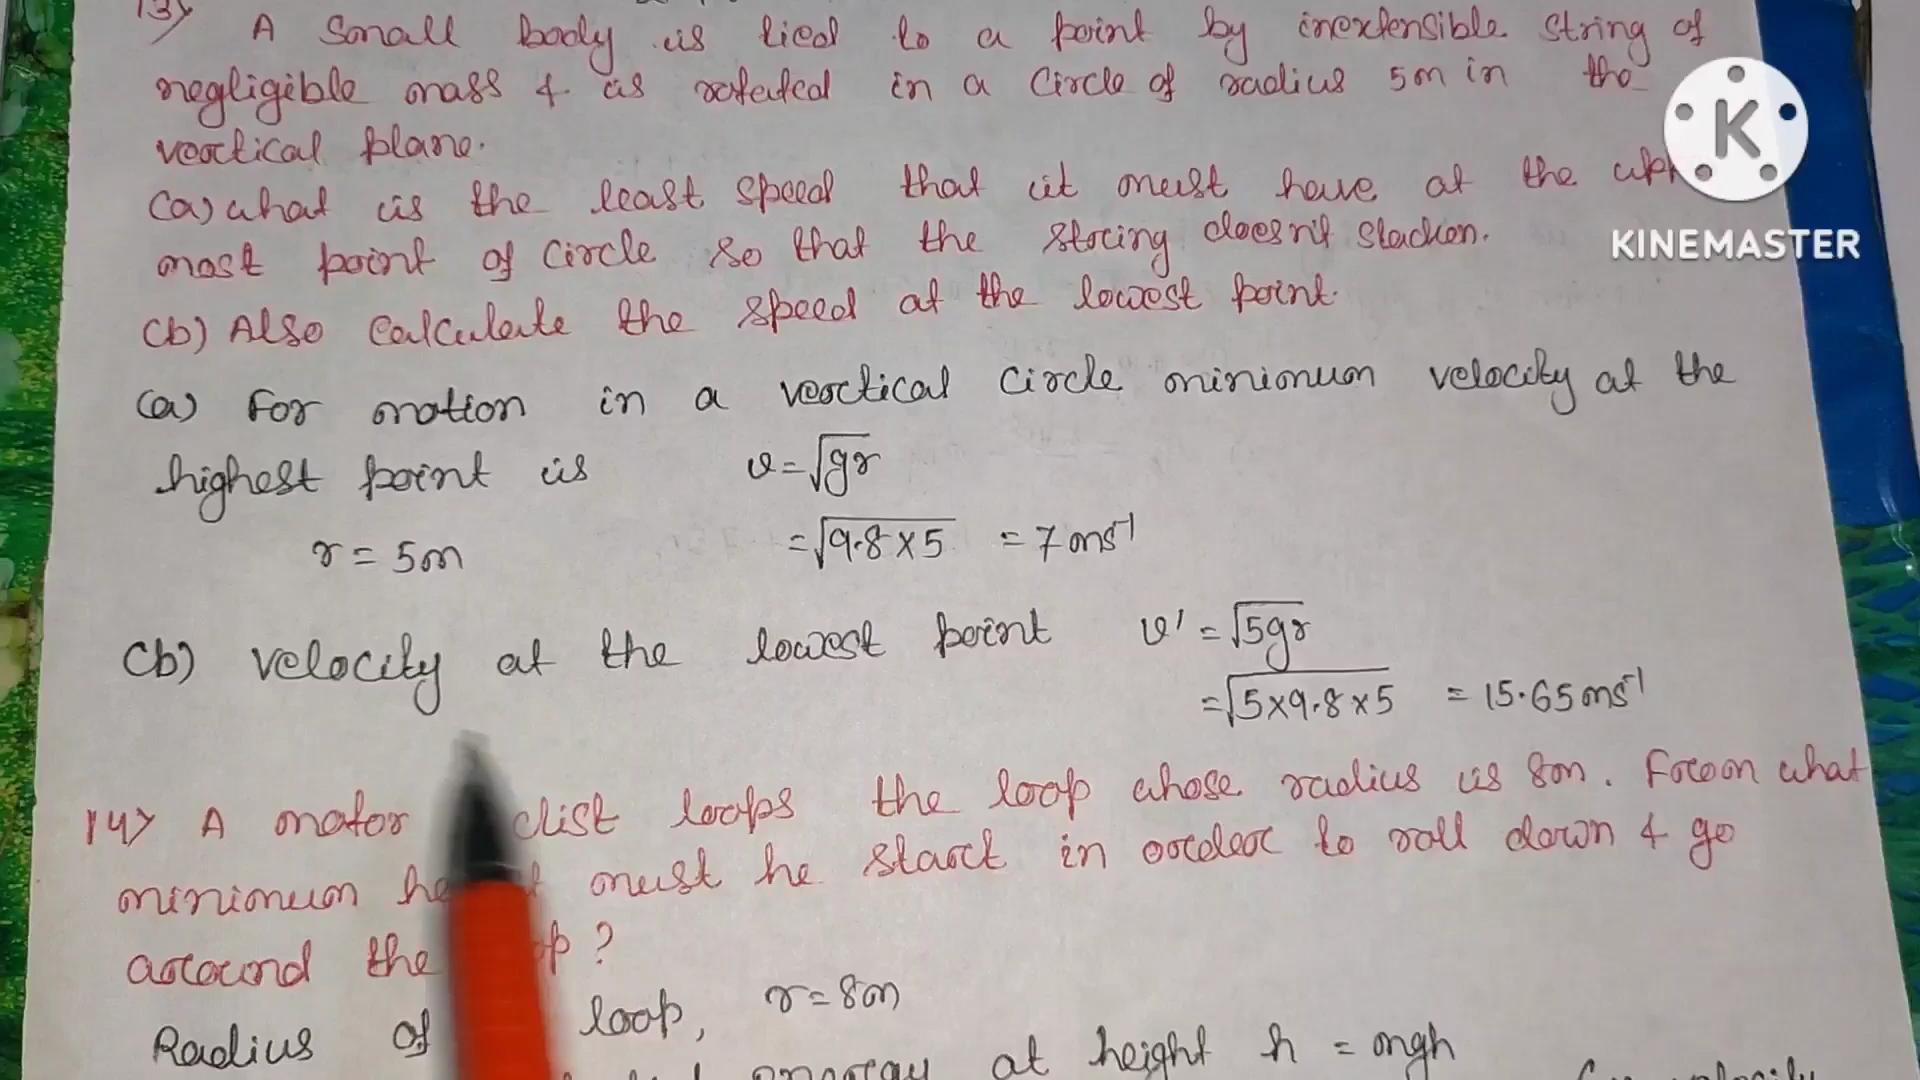 13> A small body is tied to a point by inextensible string of
negligible mass & is rotated in a circle of radius 5m in the
vertical plane.
(a) what is the least speed that it must have at the
most point of circle so that the string doesn't slacken.
(b) Also calculate the speed at the lowest point.
(a) For motion in a vertical circle minimum velocity at the
highest point is v = √gr
r = 5m = √9.8×5 = 7 ms⁻¹
(b) velocity at the lowest point v' = √5gr
= √5×9.8×5 = 15.65 ms⁻¹
14> A motor clist loops the loop whose radius is 8m. From what
minimum must he start in order to roll down & go
around the ?
Radius of loop, r = 8m
at height h = mgh
K
KINEMASTER